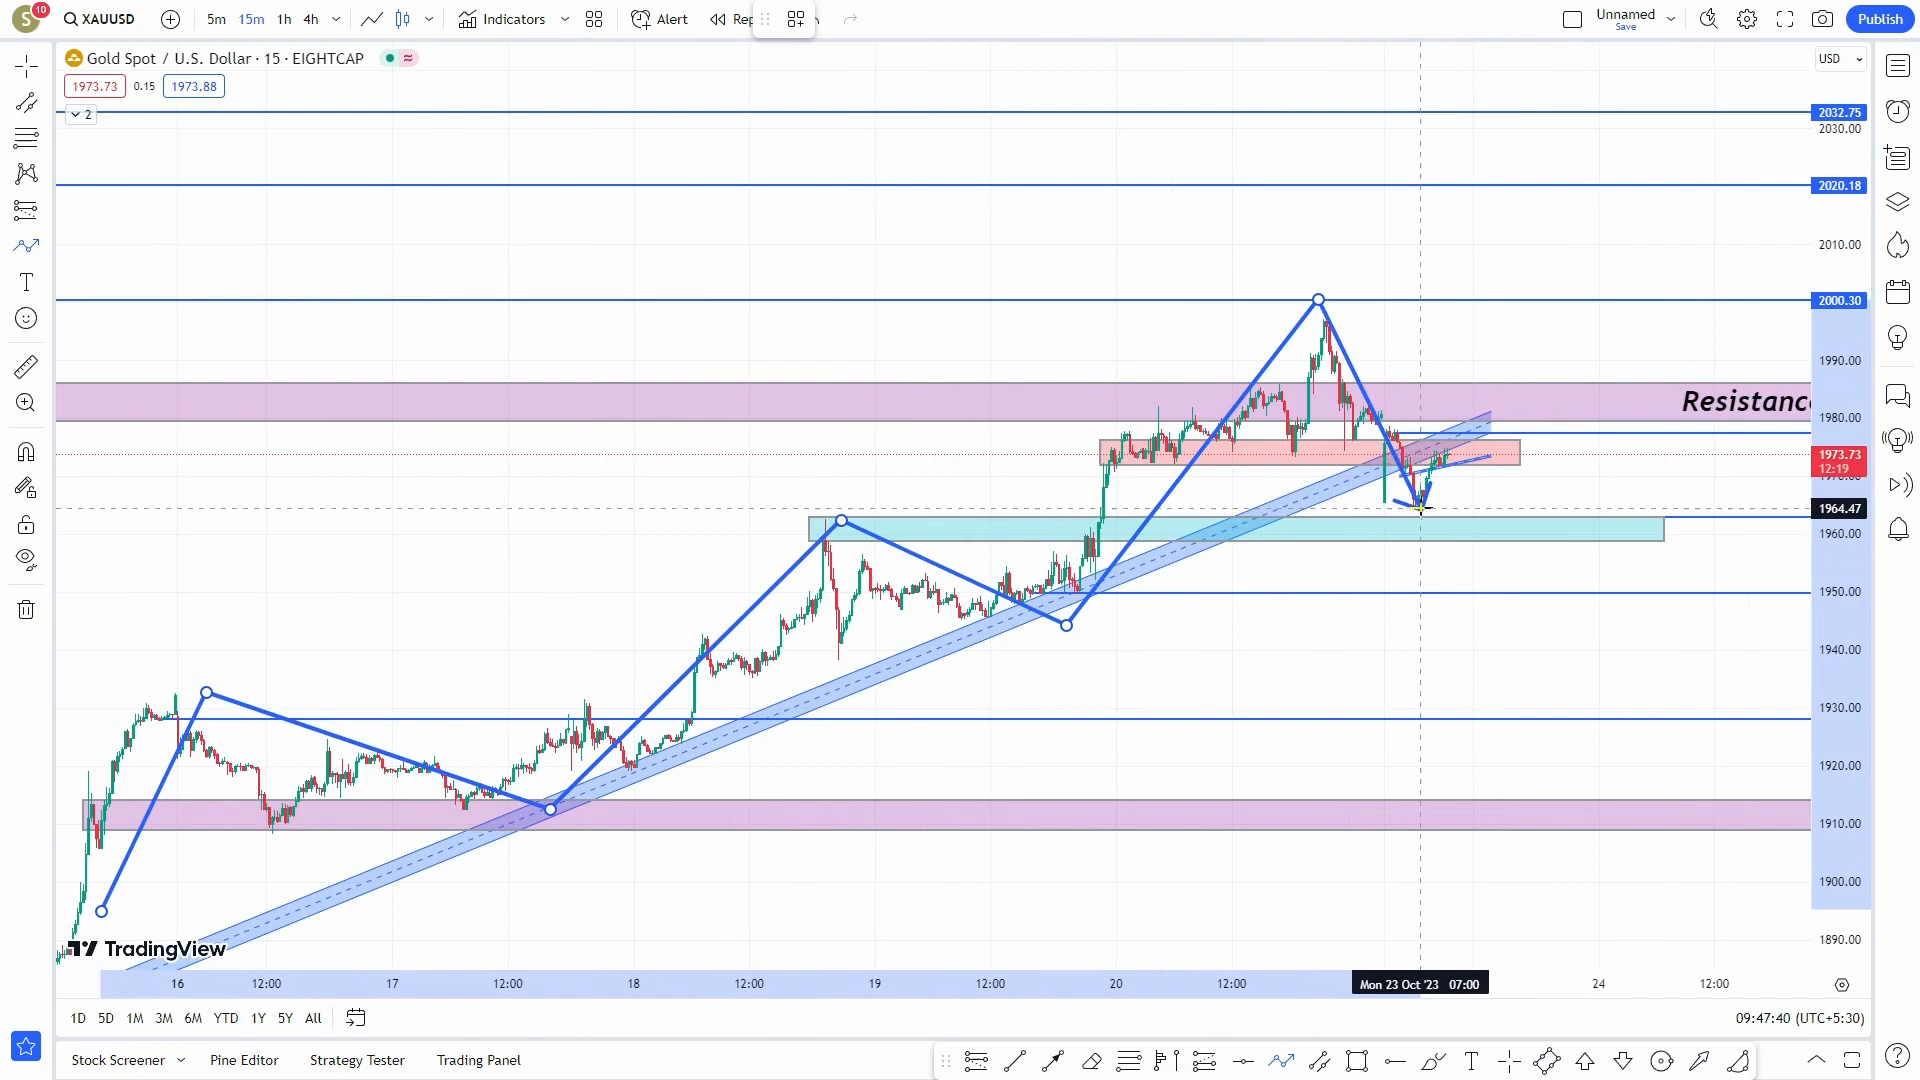 S 10 XAUUSD 5m 15m 1h 4h Indicators Alert Rep Unnamed Save Publish
Gold Spot / U.S. Dollar · 15 · EIGHTCAP
USD
1973.73 0.15 1973.88
2
2032.75
2030.00
2020.18
2010.00
2000.30
1990.00
Resistanc
1980.00
1973.73
12:19
1964.47
1960.00
1950.00
1940.00
1930.00
1920.00
1910.00
1900.00
1890.00
TradingView
16 12:00 17 12:00 18 12:00 19 12:00 20 12:00 Mon 23 Oct '23 07:00 24 12:00
1D 5D 1M 3M 6M YTD 1Y 5Y All 09:47:40 (UTC+5:30)
Stock Screener Pine Editor Strategy Tester Trading Panel